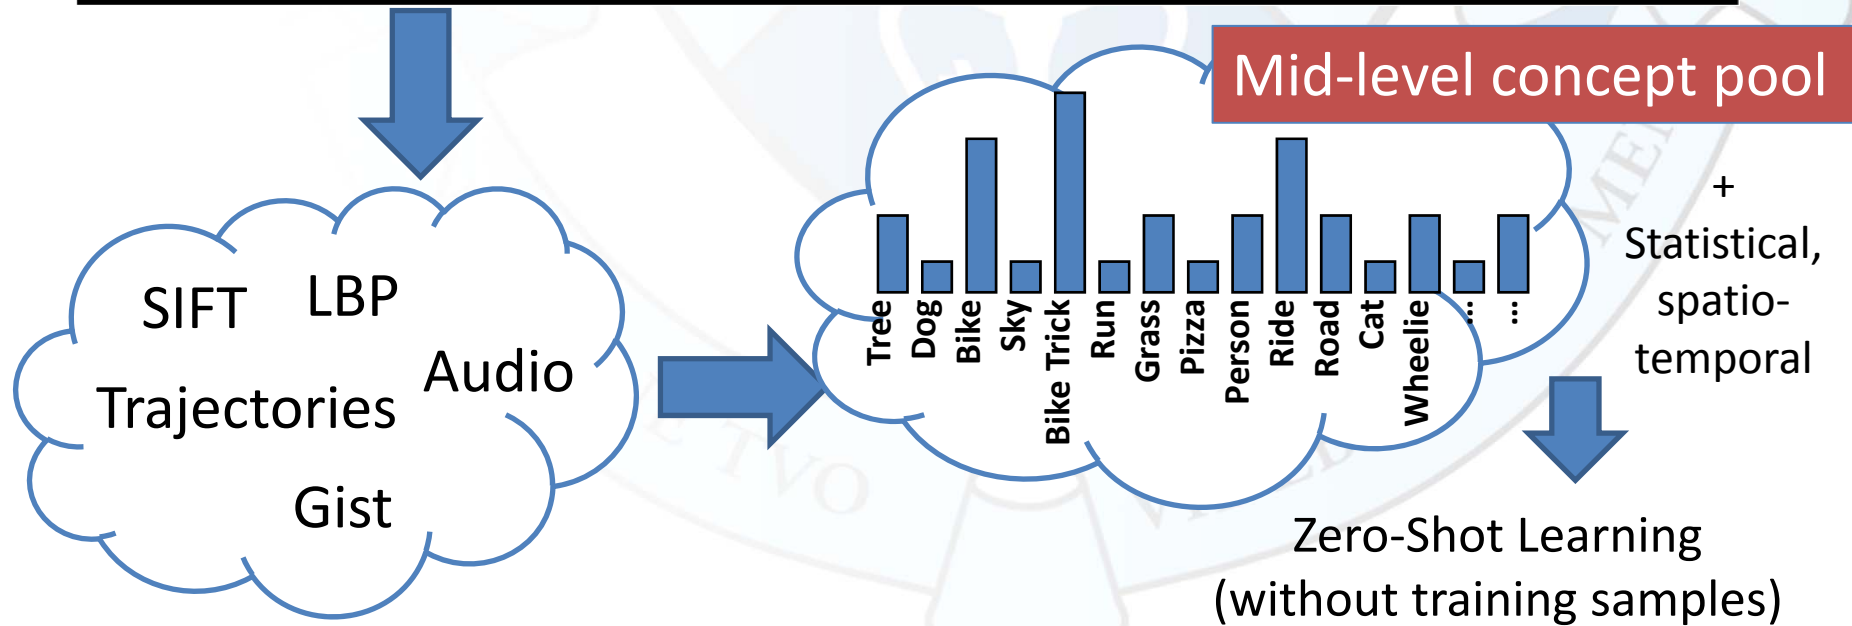 Mid-level concept pool
SIFT
LBP
Audio
Trajectories
Gist
Tree
Dog
Bike
Sky
Bike Trick
Run
Grass
Pizza
Person
Ride
Road
Cat
Wheelie
...
...
+
Statistical,
spatio-
temporal
Zero-Shot Learning
(without training samples)